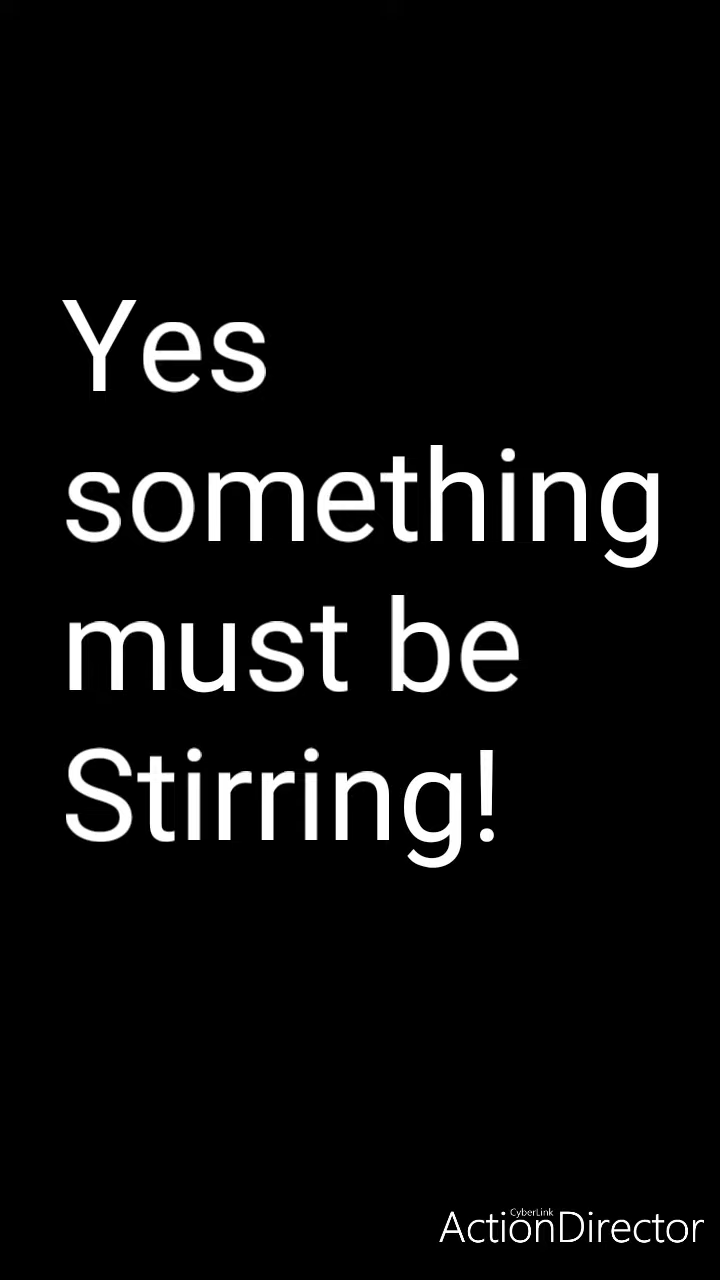 Yes
something
must be
Stirring!
CyberLink
ActionDirector